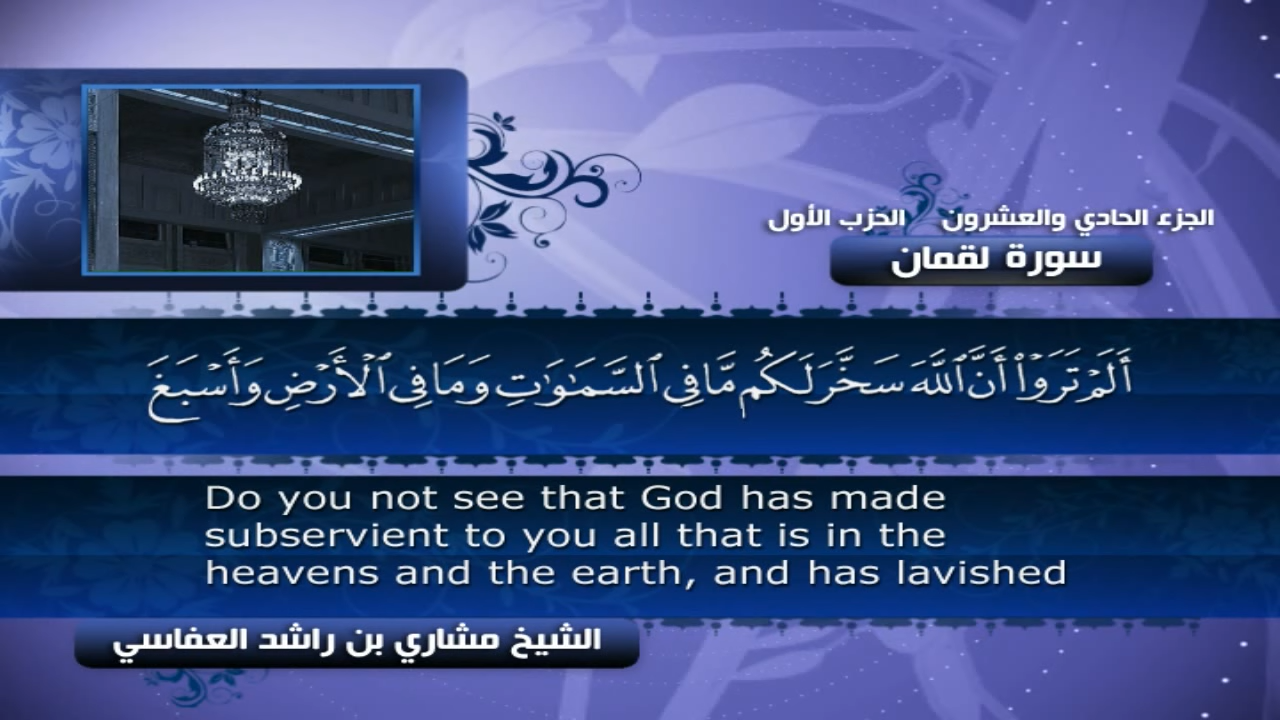 الجزء الحادي والعشرون الحزب الأول
سورة لقمان
أَلَمْ تَرَوْا۟ أَنَّ ٱللَّهَ سَخَّرَ لَكُم مَّا فِى ٱلسَّمَـٰوَٰتِ وَمَا فِى ٱلْأَرْضِ وَأَسْبَغَ
Do you not see that God has made
subservient to you all that is in the
heavens and the earth, and has lavished
الشيخ مشاري بن راشد العفاسي